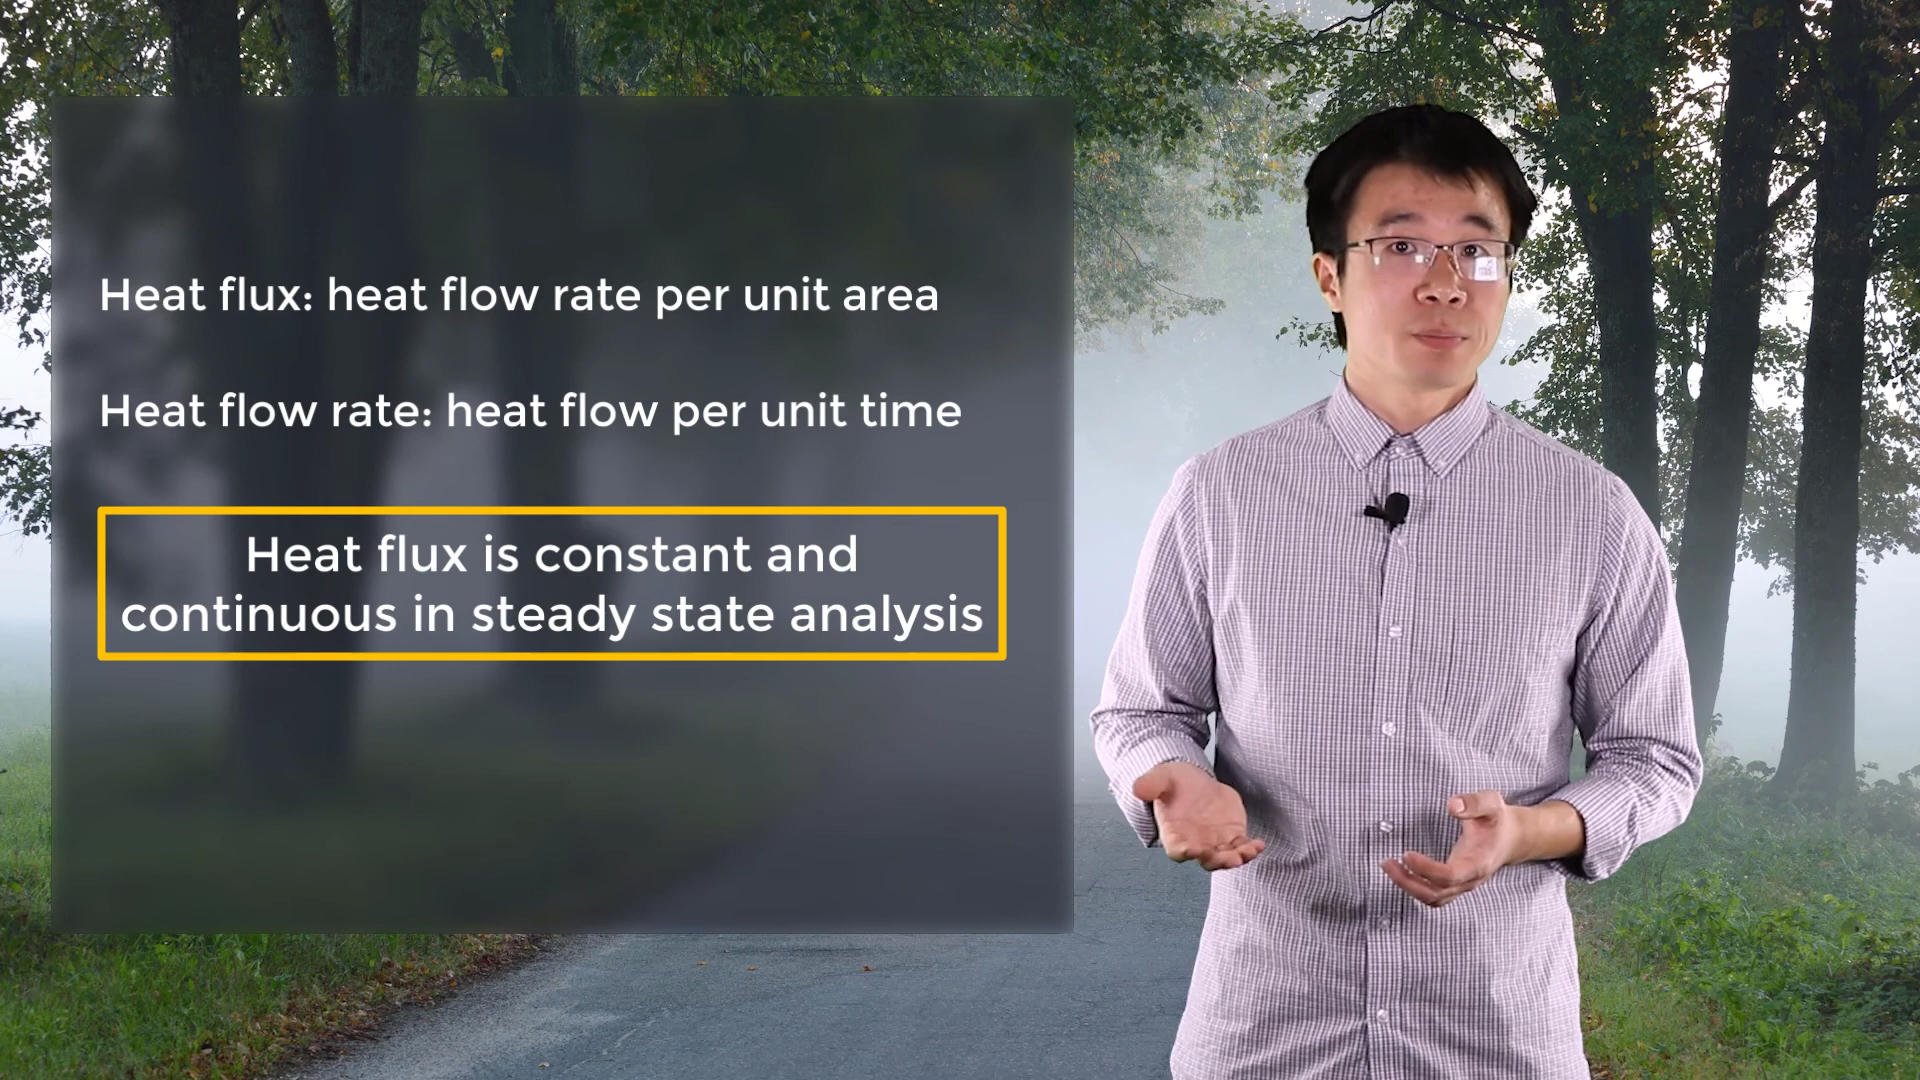 Heat flux: heat flow rate per unit area
Heat flow rate: heat flow per unit time
Heat flux is constant and
continuous in steady state analysis